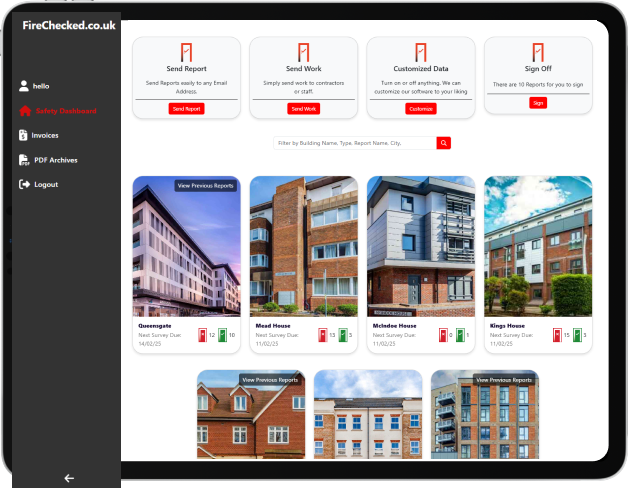 FireChecked.co.uk
hello
Safety Dashboard
Invoices
PDF Archives
Logout
Send Report
Send Reports easily to any Email
Address.
Send Report
Send Work
Simply send work to contractors
or staff.
Send Work
Customized Data
Turn on or off anything. We can
customize our software to your liking
Customize
Sign Off
There are 10 Reports for you to sign
Sign
Filter by Building Name, Type, Report Name, City,
View Previous Reports
Queensgate
Next Survey Due:
14/02/25
12 10
Mead House
Next Survey Due:
11/02/25
13 3
McIndoe House
Next Survey Due:
11/02/25
0 1
Kings House
Next Survey Due:
11/02/25
15 3
View Previous Reports
View Previous Reports